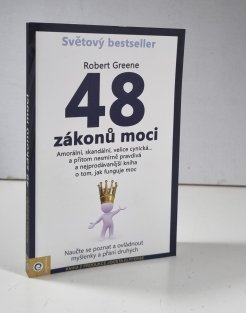 Světový bestseller
Robert Greene
48
zákonů moci
Amorální, skandální, velice cynická...
a přitom nesmírně pravdivá
a nejprodávanější kniha
o tom, jak funguje moc
Naučte se poznat a ovládnout
myšlenky a přání druhých